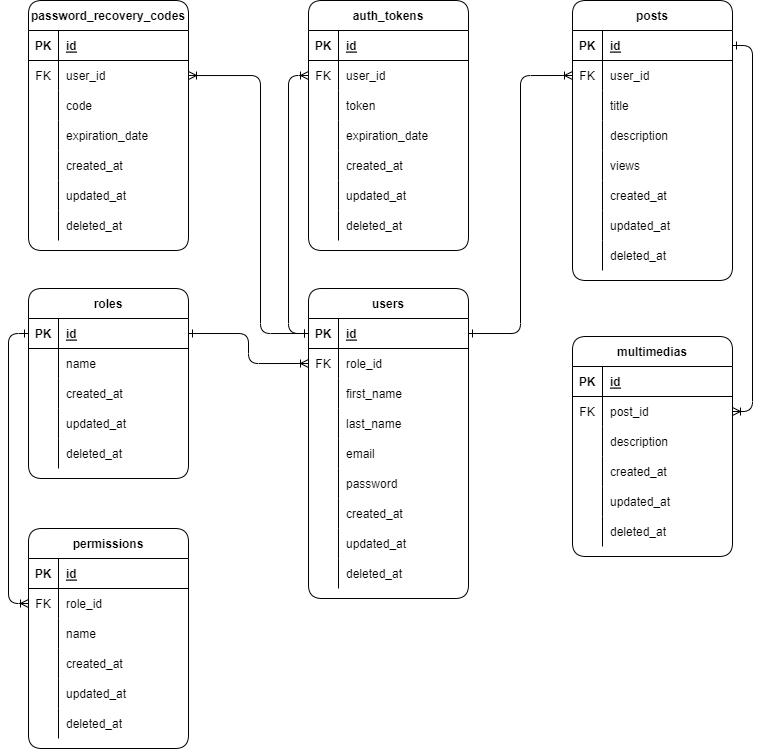 password_recovery_codes
PK id
FK user_id
code
expiration_date
created_at
updated_at
deleted_at
auth_tokens
PK id
FK user_id
token
expiration_date
created_at
updated_at
deleted_at
posts
PK id
FK user_id
title
description
views
created_at
updated_at
deleted_at
roles
PK id
name
created_at
updated_at
deleted_at
users
PK id
FK role_id
first_name
last_name
email
password
created_at
updated_at
deleted_at
multimedias
PK id
FK post_id
description
created_at
updated_at
deleted_at
permissions
PK id
FK role_id
name
created_at
updated_at
deleted_at